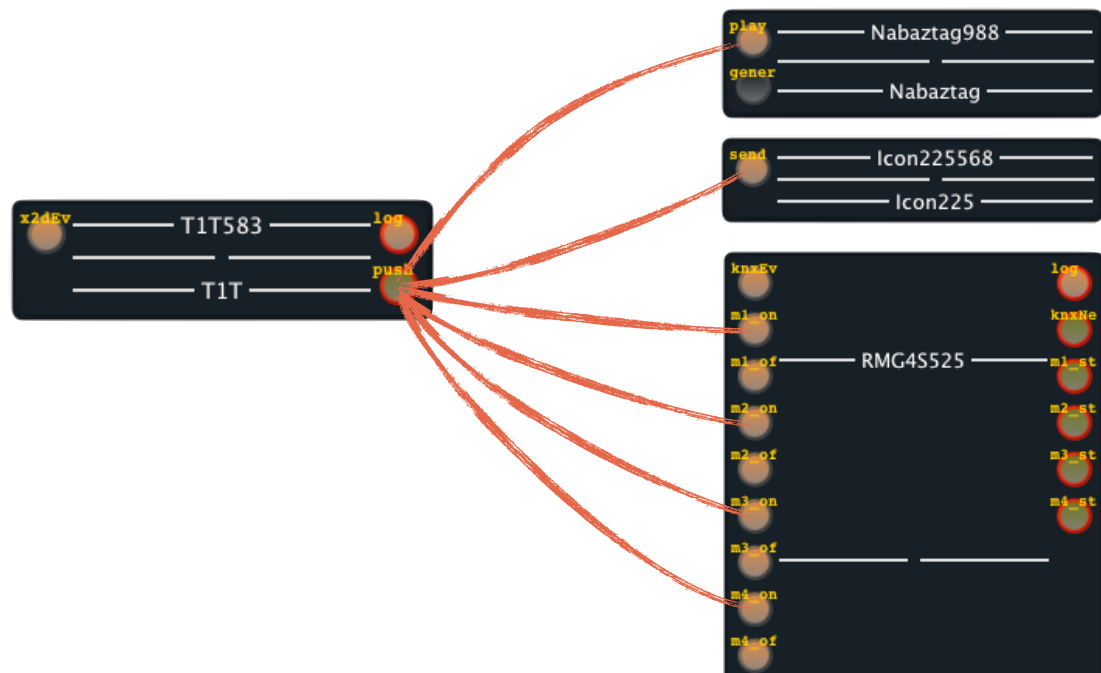 x2dEv
T1T583
log
push
T1T
play
Nabaztag988
gener
Nabaztag
send
Icon225568
Icon225
knxEv
log
m1_on
knxNe
m1_of
RMG4S525
m1_st
m2_on
m2_st
m2_of
m3_st
m3_on
m4_st
m3_of
m4_on
m4_of